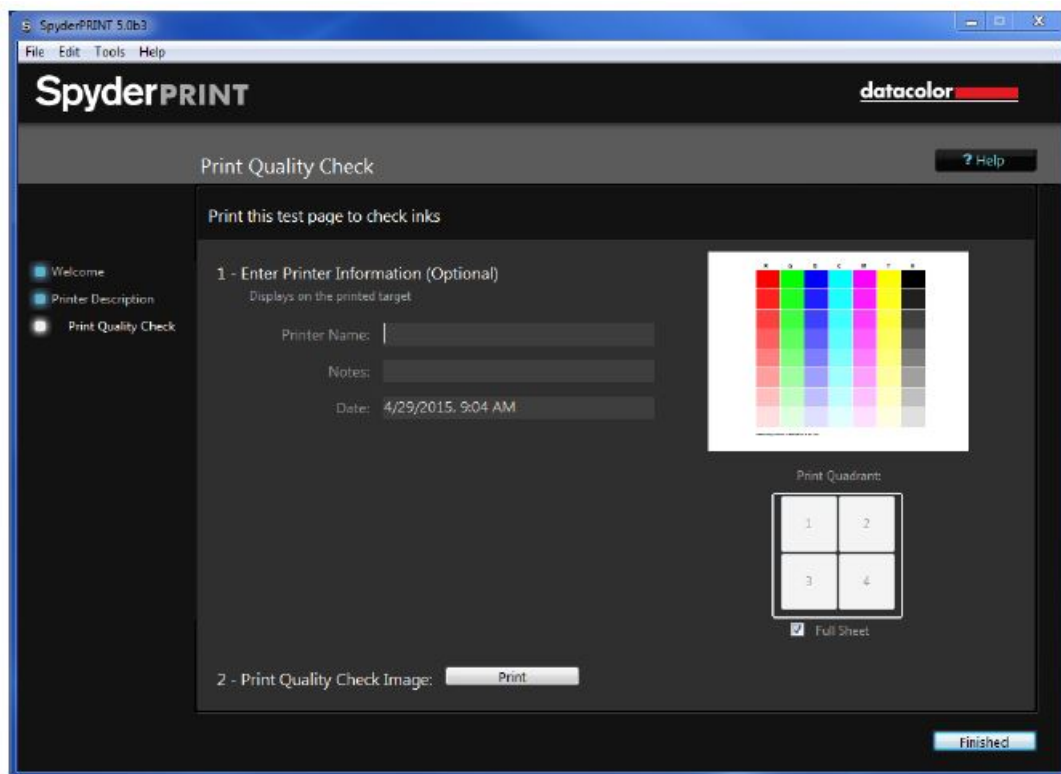 SpyderPRINT 5.0b3
File Edit Tools Help
SpyderPRINT
datacolor
Print Quality Check
? Help
Print this test page to check inks
Welcome
Printer Description
Print Quality Check
1 - Enter Printer Information (Optional)
Displays on the printed target
Printer Name:
Notes:
Date: 4/29/2015. 9:04 AM
R G B C M Y K
Print Quadrant:
1 2
3 4
Full Sheet
2 - Print Quality Check Image: Print
Finished